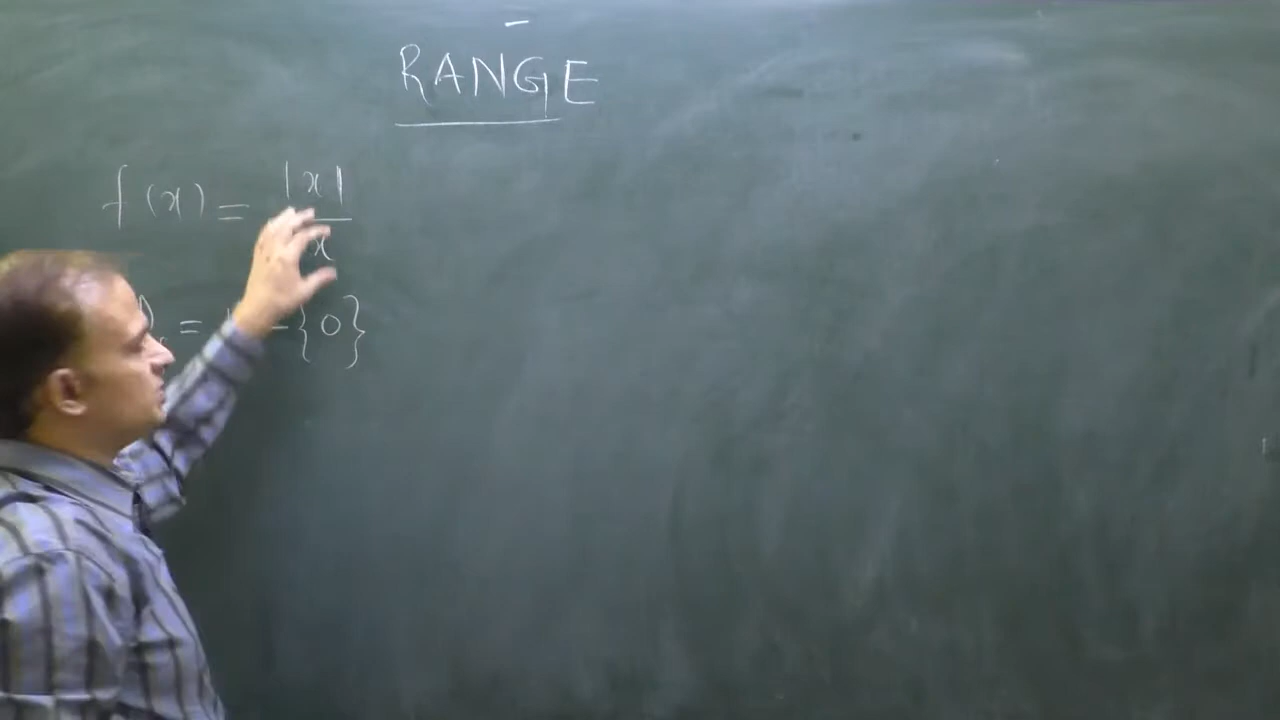 RANGE
f(x) = |x| / x
= - {0}